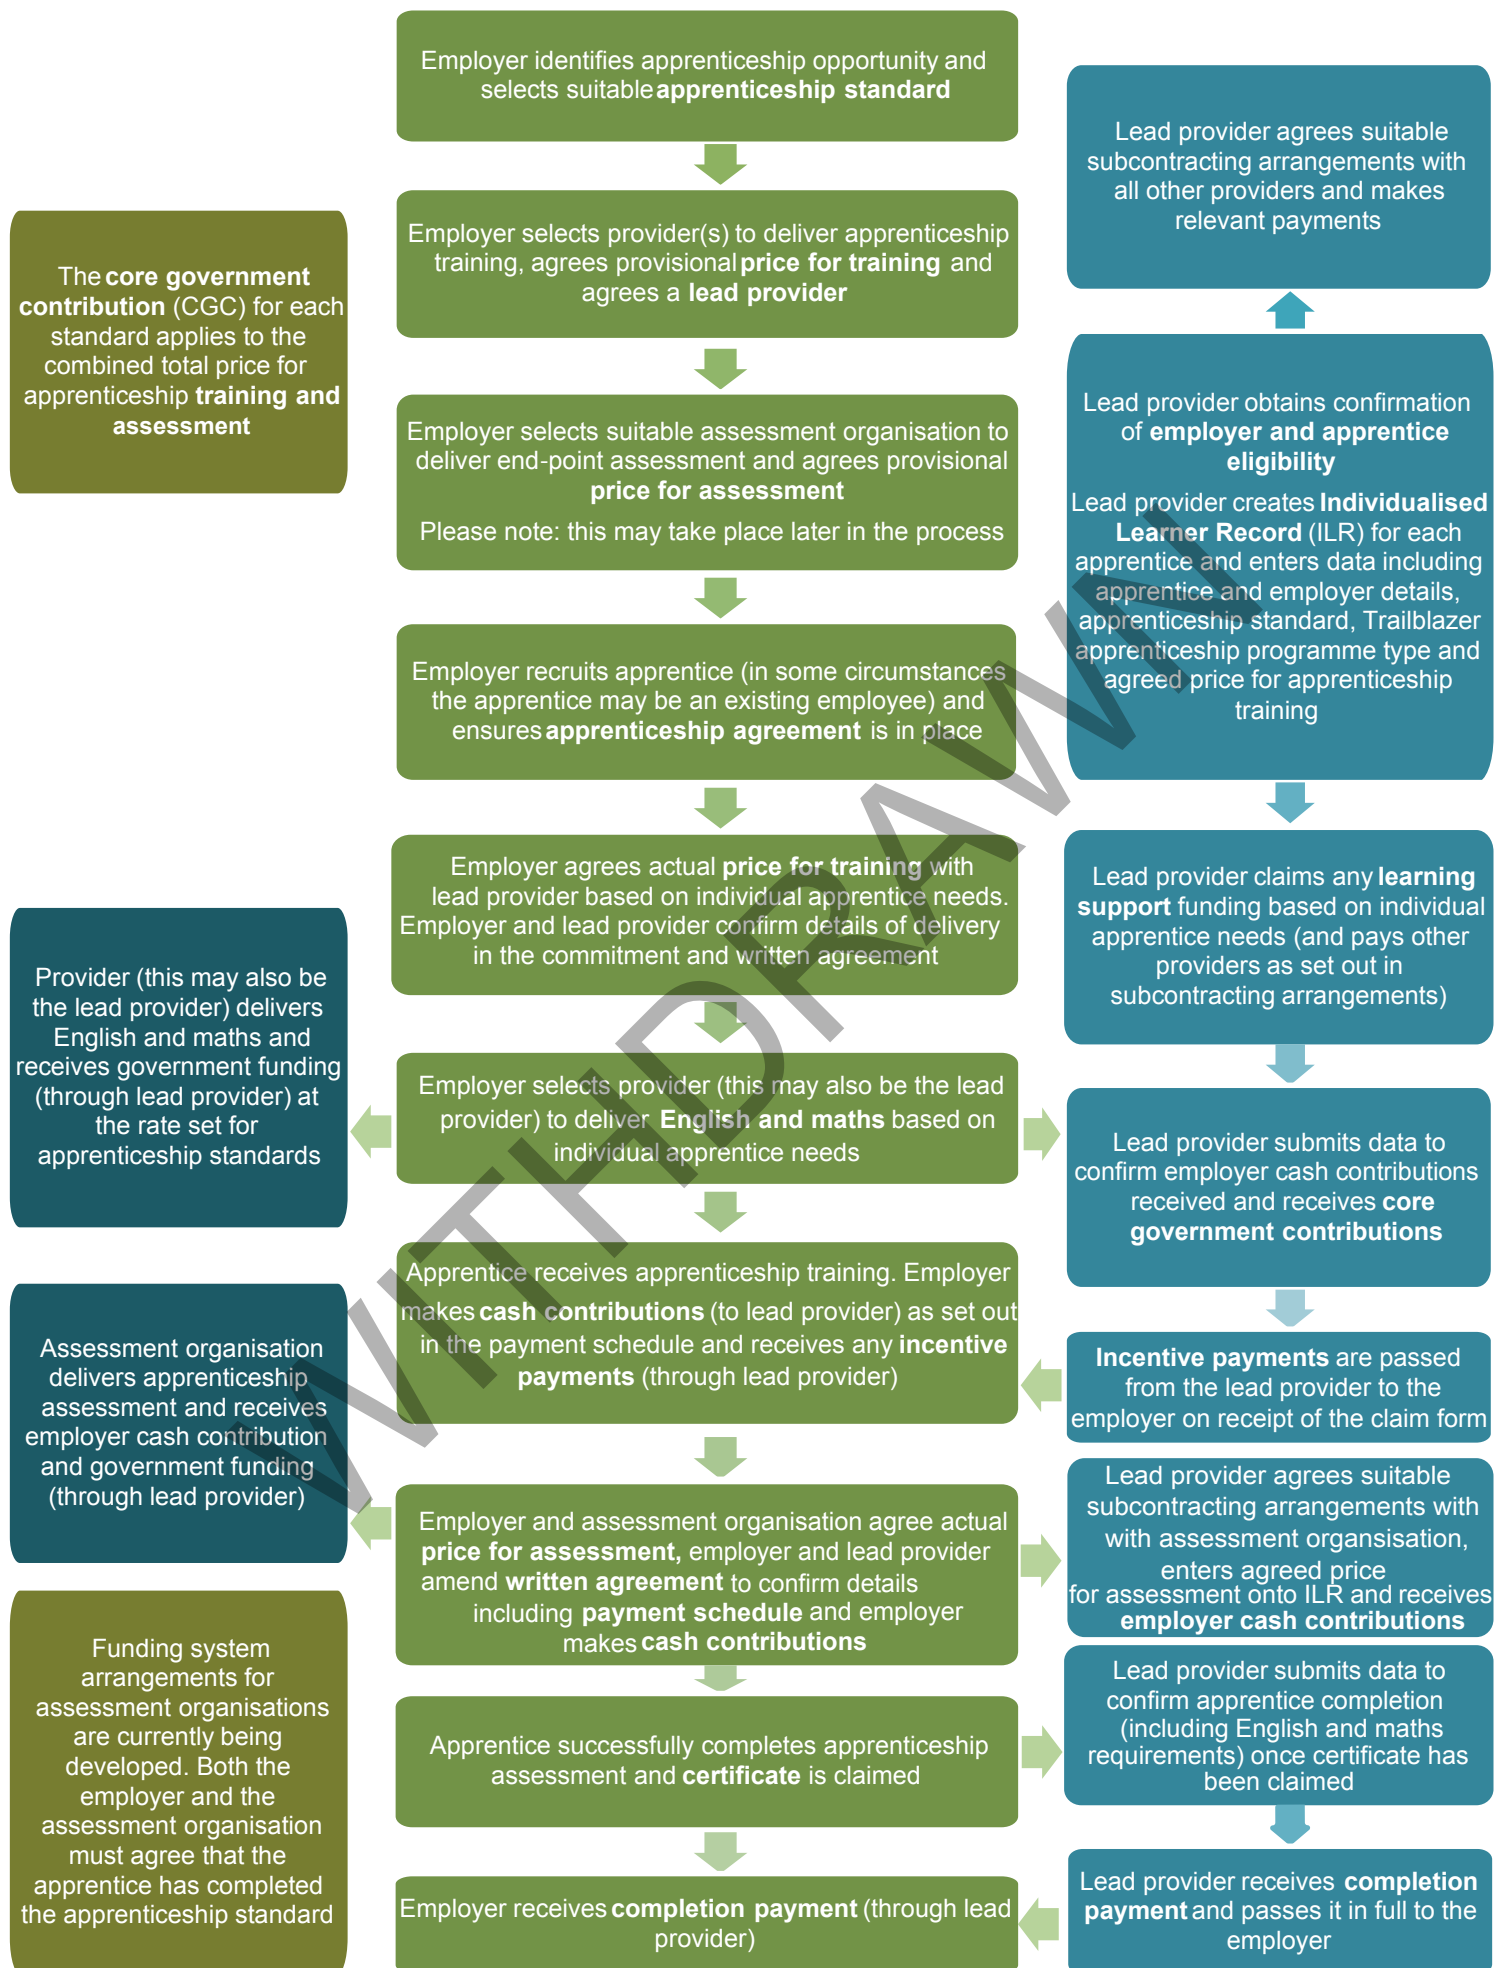 Employer identifies apprenticeship opportunity and
selects suitable apprenticeship standard
Employer selects provider(s) to deliver apprenticeship
training, agrees provisional price for training and
agrees a lead provider
Employer selects suitable assessment organisation to
deliver end-point assessment and agrees provisional
price for assessment
Please note: this may take place later in the process
Employer recruits apprentice (in some circumstances
the apprentice may be an existing employee) and
ensures apprenticeship agreement is in place
Employer agrees actual price for training with
lead provider based on individual apprentice needs.
Employer and lead provider confirm details of delivery
in the commitment and written agreement
Employer selects provider (this may also be the lead
provider) to deliver English and maths based on
individual apprentice needs
Apprentice receives apprenticeship training. Employer
makes cash contributions (to lead provider) as set out
in the payment schedule and receives any incentive
payments (through lead provider)
Employer and assessment organisation agree actual
price for assessment, employer and lead provider
amend written agreement to confirm details
including payment schedule and employer
makes cash contributions
Apprentice successfully completes apprenticeship
assessment and certificate is claimed
Employer receives completion payment (through lead
provider)
The core government
contribution (CGC) for each
standard applies to the
combined total price for
apprenticeship training and
assessment
Provider (this may also be
the lead provider) delivers
English and maths and
receives government funding
(through lead provider) at
the rate set for
apprenticeship standards
Assessment organisation
delivers apprenticeship
assessment and receives
employer cash contribution
and government funding
(through lead provider)
Funding system
arrangements for
assessment organisations
are currently being
developed. Both the
employer and the
assessment organisation
must agree that the
apprentice has completed
the apprenticeship standard
Lead provider agrees suitable
subcontracting arrangements with
all other providers and makes
relevant payments
Lead provider obtains confirmation
of employer and apprentice
eligibility
Lead provider creates Individualised
Learner Record (ILR) for each
apprentice and enters data including
apprentice and employer details,
apprenticeship standard, Trailblazer
apprenticeship programme type and
agreed price for apprenticeship
training
Lead provider claims any learning
support funding based on individual
apprentice needs (and pays other
providers as set out in
subcontracting arrangements)
Lead provider submits data to
confirm employer cash contributions
received and receives core
government contributions
Incentive payments are passed
from the lead provider to the
employer on receipt of the claim form
Lead provider agrees suitable
subcontracting arrangements with
with assessment organsisation,
enters agreed price
for assessment onto ILR and receives
employer cash contributions
Lead provider submits data to
confirm apprentice completion
(including English and maths
requirements) once certificate has
been claimed
Lead provider receives completion
payment and passes it in full to the
employer
WITHDRAWN